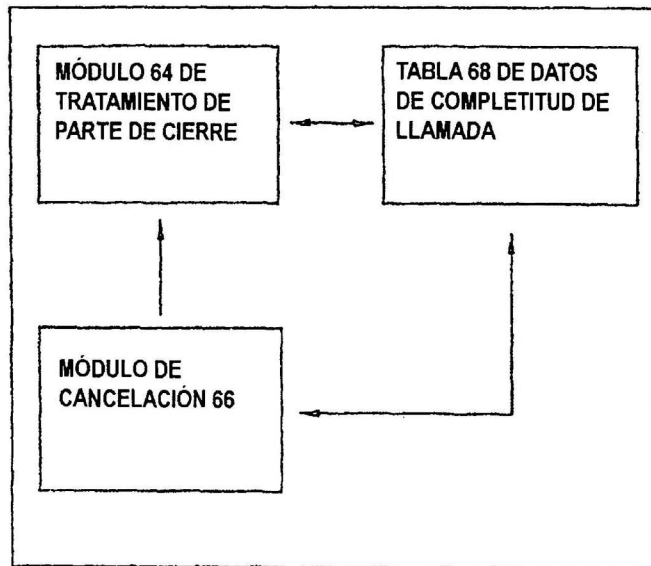 MÓDULO 64 DE
TRATAMIENTO DE
PARTE DE CIERRE
TABLA 68 DE DATOS
DE COMPLETITUD DE
LLAMADA
MÓDULO DE
CANCELACIÓN 66